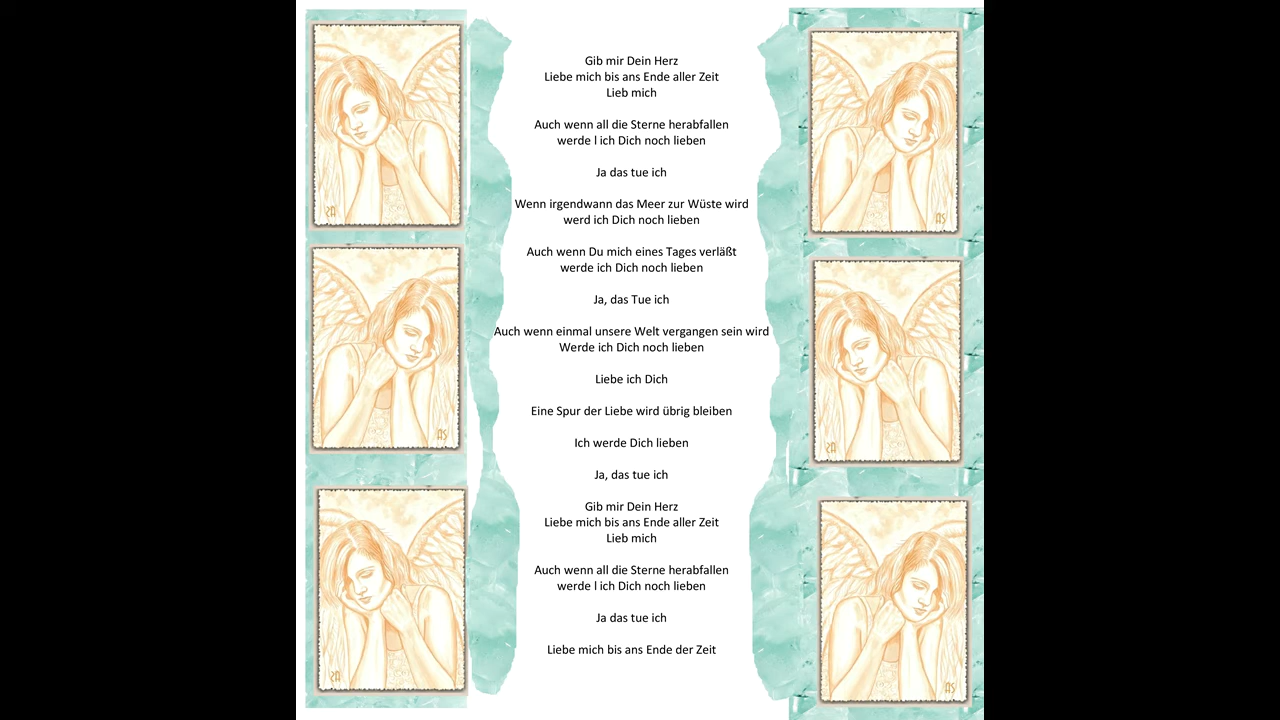 Gib mir Dein Herz
Liebe mich bis ans Ende aller Zeit
Lieb mich
Auch wenn all die Sterne herabfallen
werde l ich Dich noch lieben
Ja das tue ich
Wenn irgendwann das Meer zur Wüste wird
werd ich Dich noch lieben
Auch wenn Du mich eines Tages verläßt
werde ich Dich noch lieben
Ja, das Tue ich
Auch wenn einmal unsere Welt vergangen sein wird
Werde ich Dich noch lieben
Liebe ich Dich
Eine Spur der Liebe wird übrig bleiben
Ich werde Dich lieben
Ja, das tue ich
Gib mir Dein Herz
Liebe mich bis ans Ende aller Zeit
Lieb mich
Auch wenn all die Sterne herabfallen
werde l ich Dich noch lieben
Ja das tue ich
Liebe mich bis ans Ende der Zeit